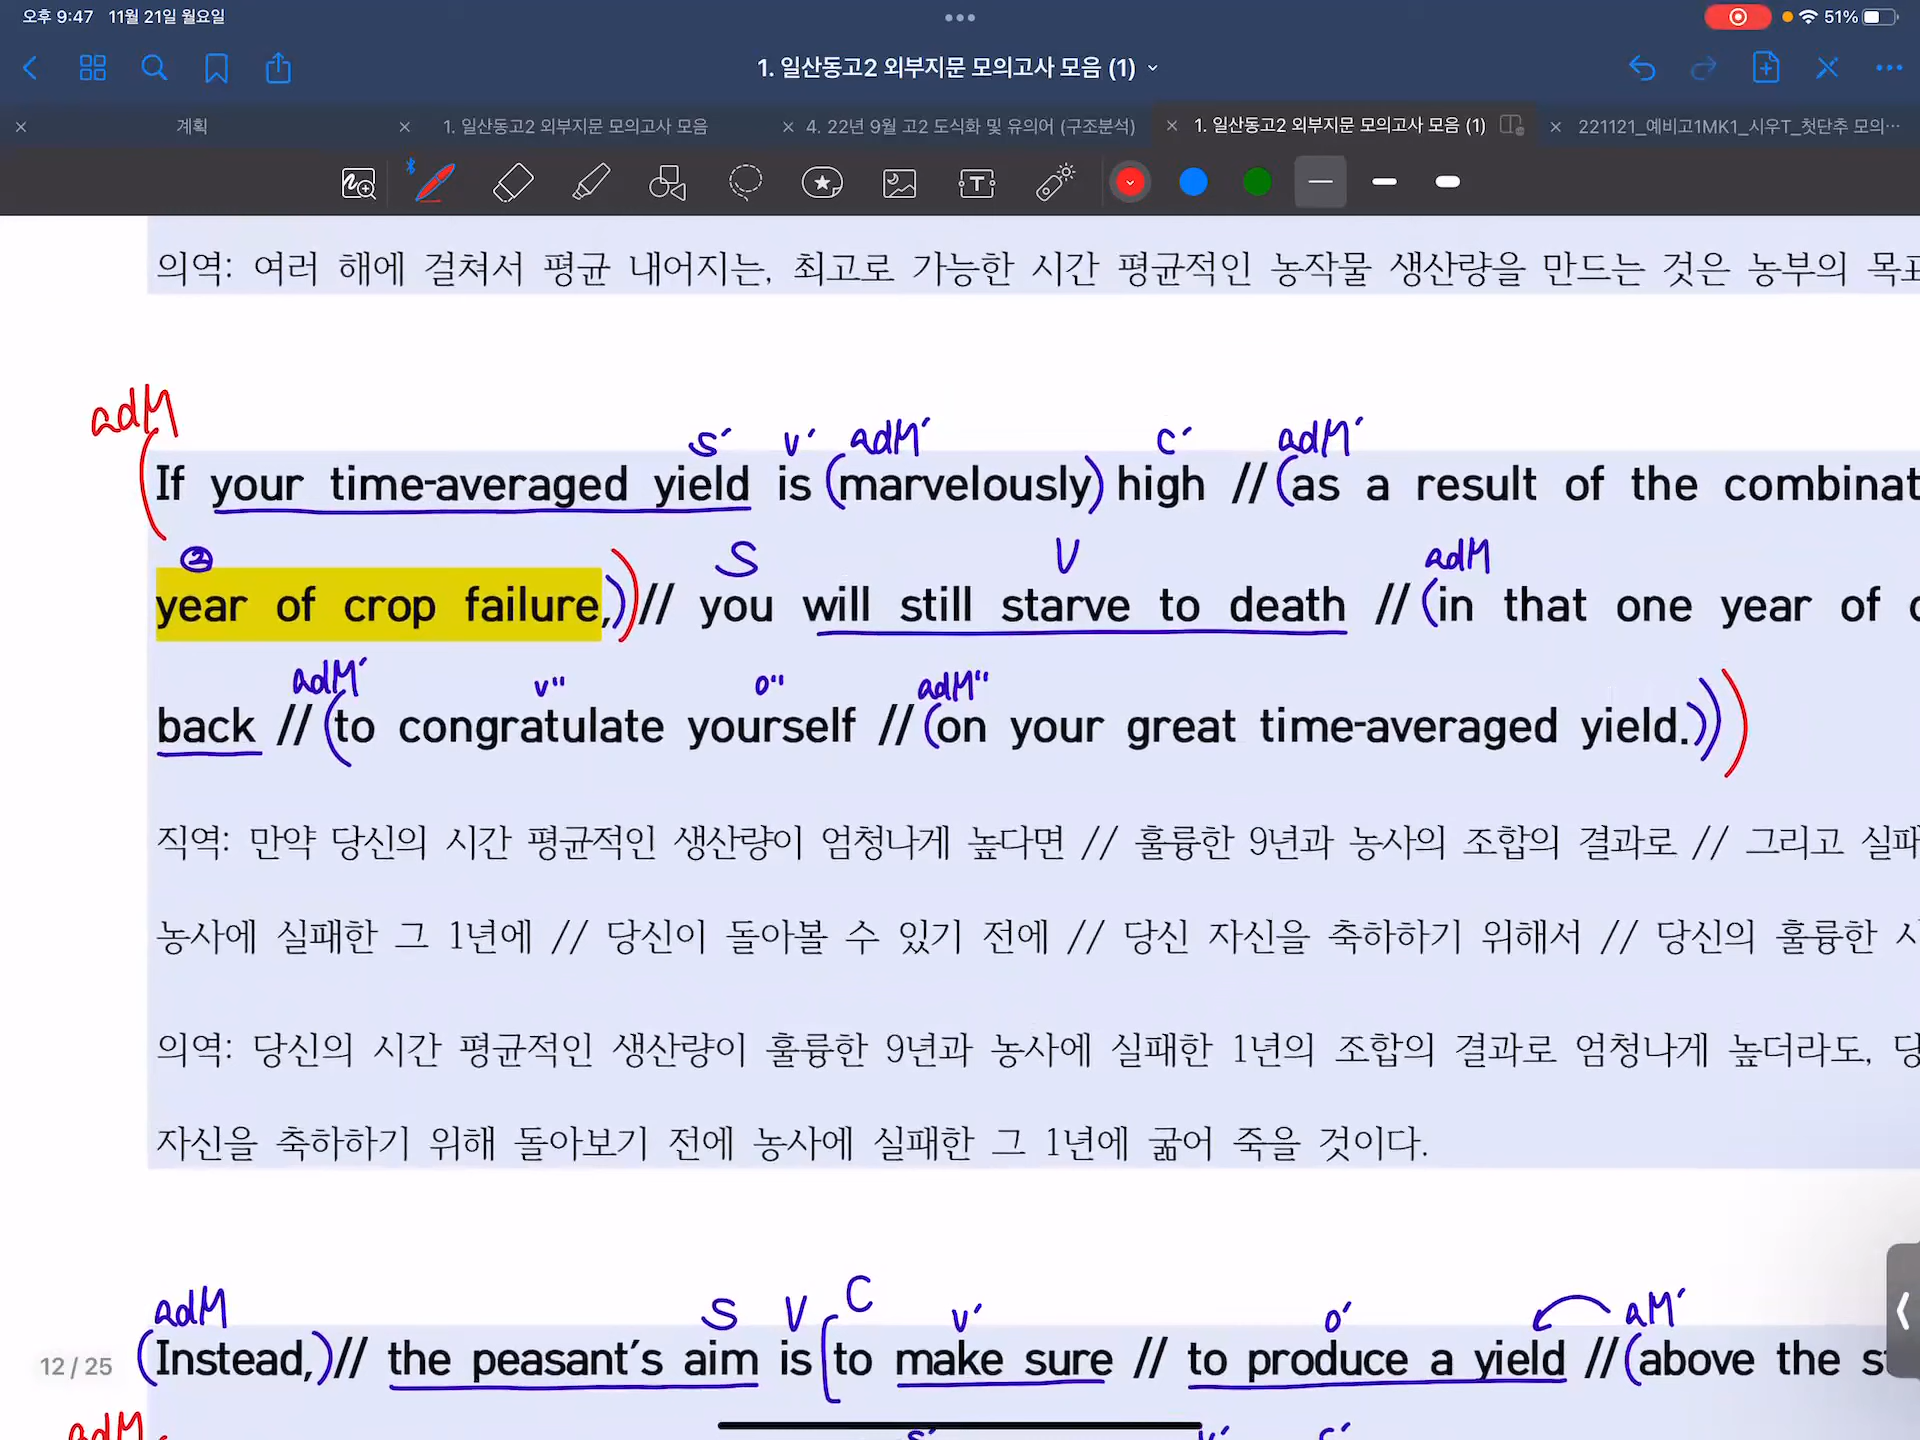 오후 9:47 11월 21일 월요일
51%
1. 일산동고2 외부지문 모의고사 모음 (1)
계획
1. 일산동고2 외부지문 모의고사 모음
4. 22년 9월 고2 도식화 및 유의어 (구조분석)
1. 일산동고2 외부지문 모의고사 모음 (1)
221121_예비고1MK1_시우T_첫단추 모의…
의역: 여러 해에 걸쳐서 평균 내어지는, 최고로 가능한 시간 평균적인 농작물 생산량을 만드는 것은 농부의 목표
adM
S' v' adM' c' adM'
(If your time-averaged yield is (marvelously) high // (as a result of the combinat
② S V adM
year of crop failure,)) // you will still starve to death // (in that one year of c
adM' v'' o'' adM''
back // (to congratulate yourself // (on your great time-averaged yield.)))
직역: 만약 당신의 시간 평균적인 생산량이 엄청나게 높다면 // 훌륭한 9년과 농사의 조합의 결과로 // 그리고 실패
농사에 실패한 그 1년에 // 당신이 돌아볼 수 있기 전에 // 당신 자신을 축하하기 위해서 // 당신의 훌륭한 시
의역: 당신의 시간 평균적인 생산량이 훌륭한 9년과 농사에 실패한 1년의 조합의 결과로 엄청나게 높더라도, 당
자신을 축하하기 위해 돌아보기 전에 농사에 실패한 그 1년에 굶어 죽을 것이다.
adM S V C v' o' aM'
(Instead,) // the peasant's aim is [to make sure // to produce a yield // (above the s
12 / 25
adM
s' v' c'